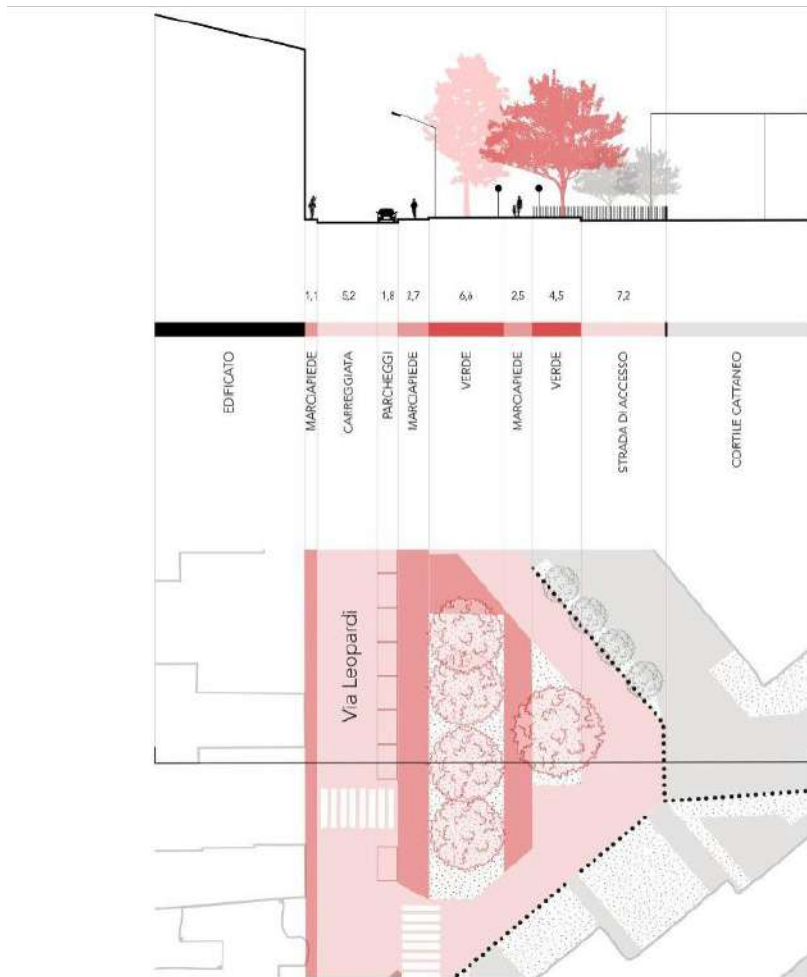 1,1
5,2
1,8
2,7
6,6
2,5
4,5
7,2
EDIFICATO
MARCIAPIEDE
CARREGGIATA
PARCHEGGI
MARCIAPIEDE
VERDE
MARCIAPIEDE
VERDE
STRADA DI ACCESSO
CORTILE CATTANEO
Via Leopardi